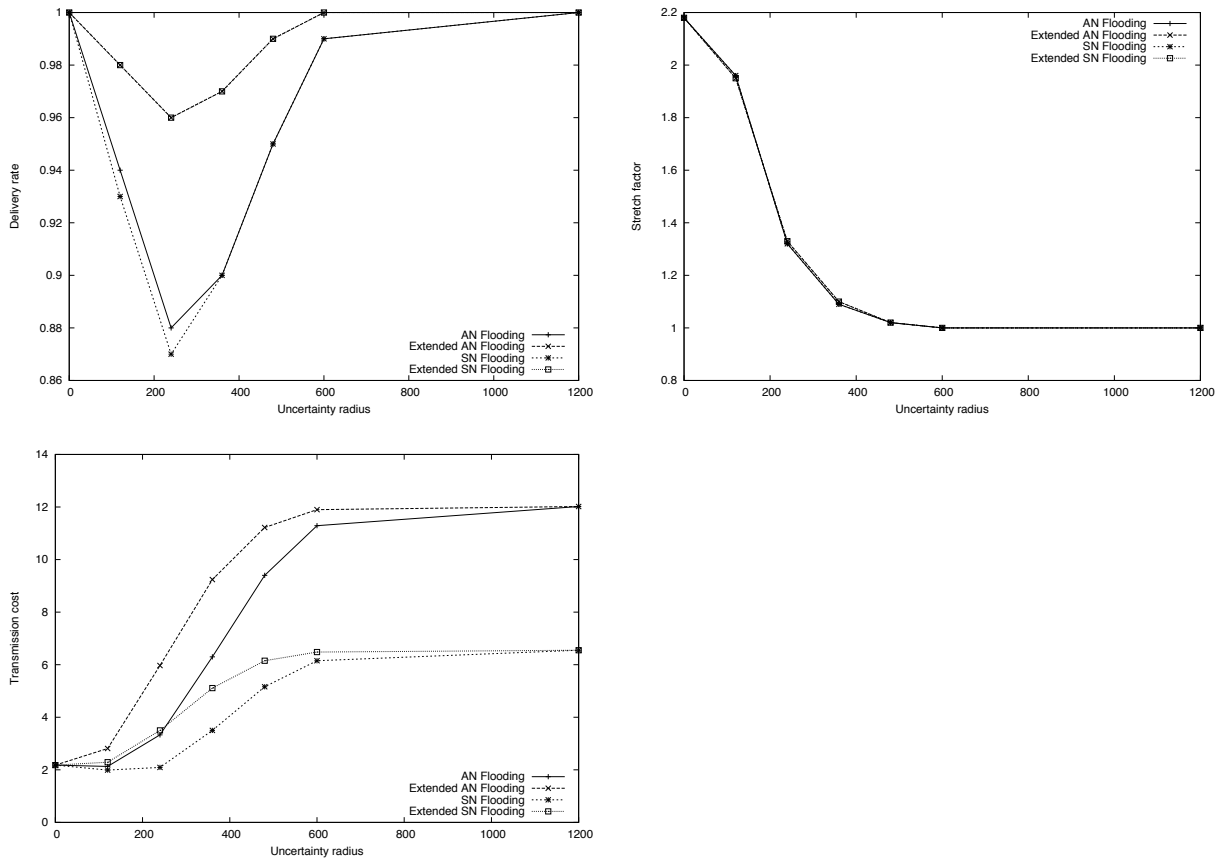 1
0.98
0.96
0.94
0.92
0.9
0.88
0.86
Delivery rate
0 200 400 600 800 1000 1200
Uncertainty radius
AN Flooding
Extended AN Flooding
SN Flooding
Extended SN Flooding
2.2
2
1.8
1.6
1.4
1.2
1
0.8
Stretch factor
0 200 400 600 800 1000 1200
Uncertainty radius
AN Flooding
Extended AN Flooding
SN Flooding
Extended SN Flooding
14
12
10
8
6
4
2
0
Transmission cost
0 200 400 600 800 1000 1200
Uncertainty radius
AN Flooding
Extended AN Flooding
SN Flooding
Extended SN Flooding